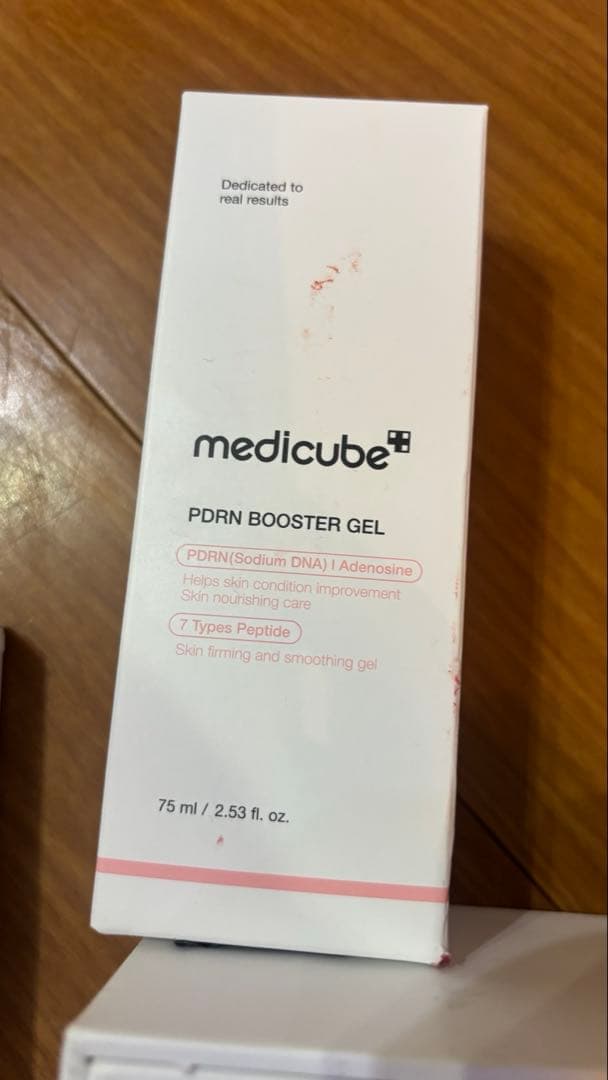 Dedicated to
real results
medicube
PDRN BOOSTER GEL
PDRN(Sodium DNA) | Adenosine
Helps skin condition improvement
Skin nourishing care
7 Types Peptide
Skin firming and smoothing gel
75 ml / 2.53 fl. oz.